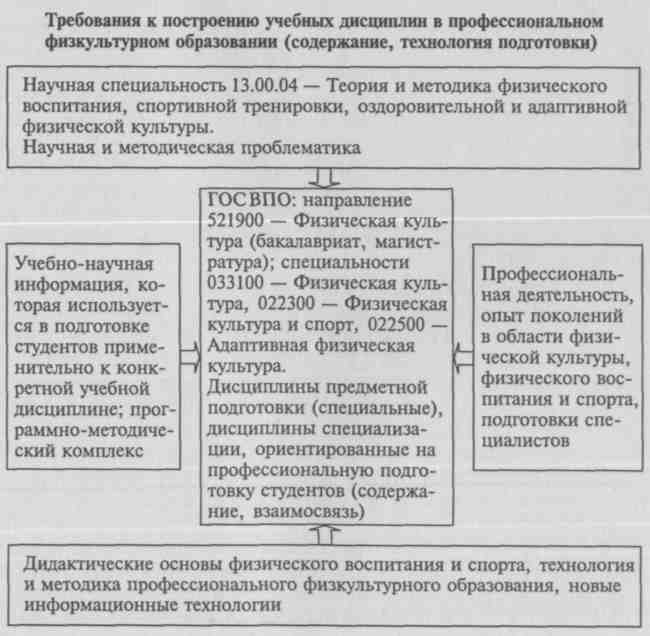 Требования к построению учебных дисциплин в профессиональном
физкультурном образовании (содержание, технология подготовки)
Научная специальность 13.00.04 — Теория и методика физического
воспитания, спортивной тренировки, оздоровительной и адаптивной
физической культуры.
Научная и методическая проблематика
Учебно-научная
информация, ко-
торая использует-
ся в подготовке
студентов приме-
нительно к конк-
ретной учебной
дисциплине; прог-
раммно-методиче-
ский комплекс
ГОС ВПО: направление
521900 — Физическая куль-
тура (бакалавриат, магист-
ратура); специальности
033100 — Физическая куль-
тура, 022300 — Физическая
культура и спорт, 022500 —
Адаптивная физическая
культура.
Дисциплины предметной
подготовки (специальные),
дисциплины специализа-
ции, ориентированные на
профессиональную подго-
товку студентов (содержа-
ние, взаимосвязь)
Профессиональ-
ная деятельность,
опыт поколений
в области физи-
ческой культуры,
физического вос-
питания и спорта,
подготовки спе-
циалистов
Дидактические основы физического воспитания и спорта, технология
и методика профессионального физкультурного образования, новые
информационные технологии